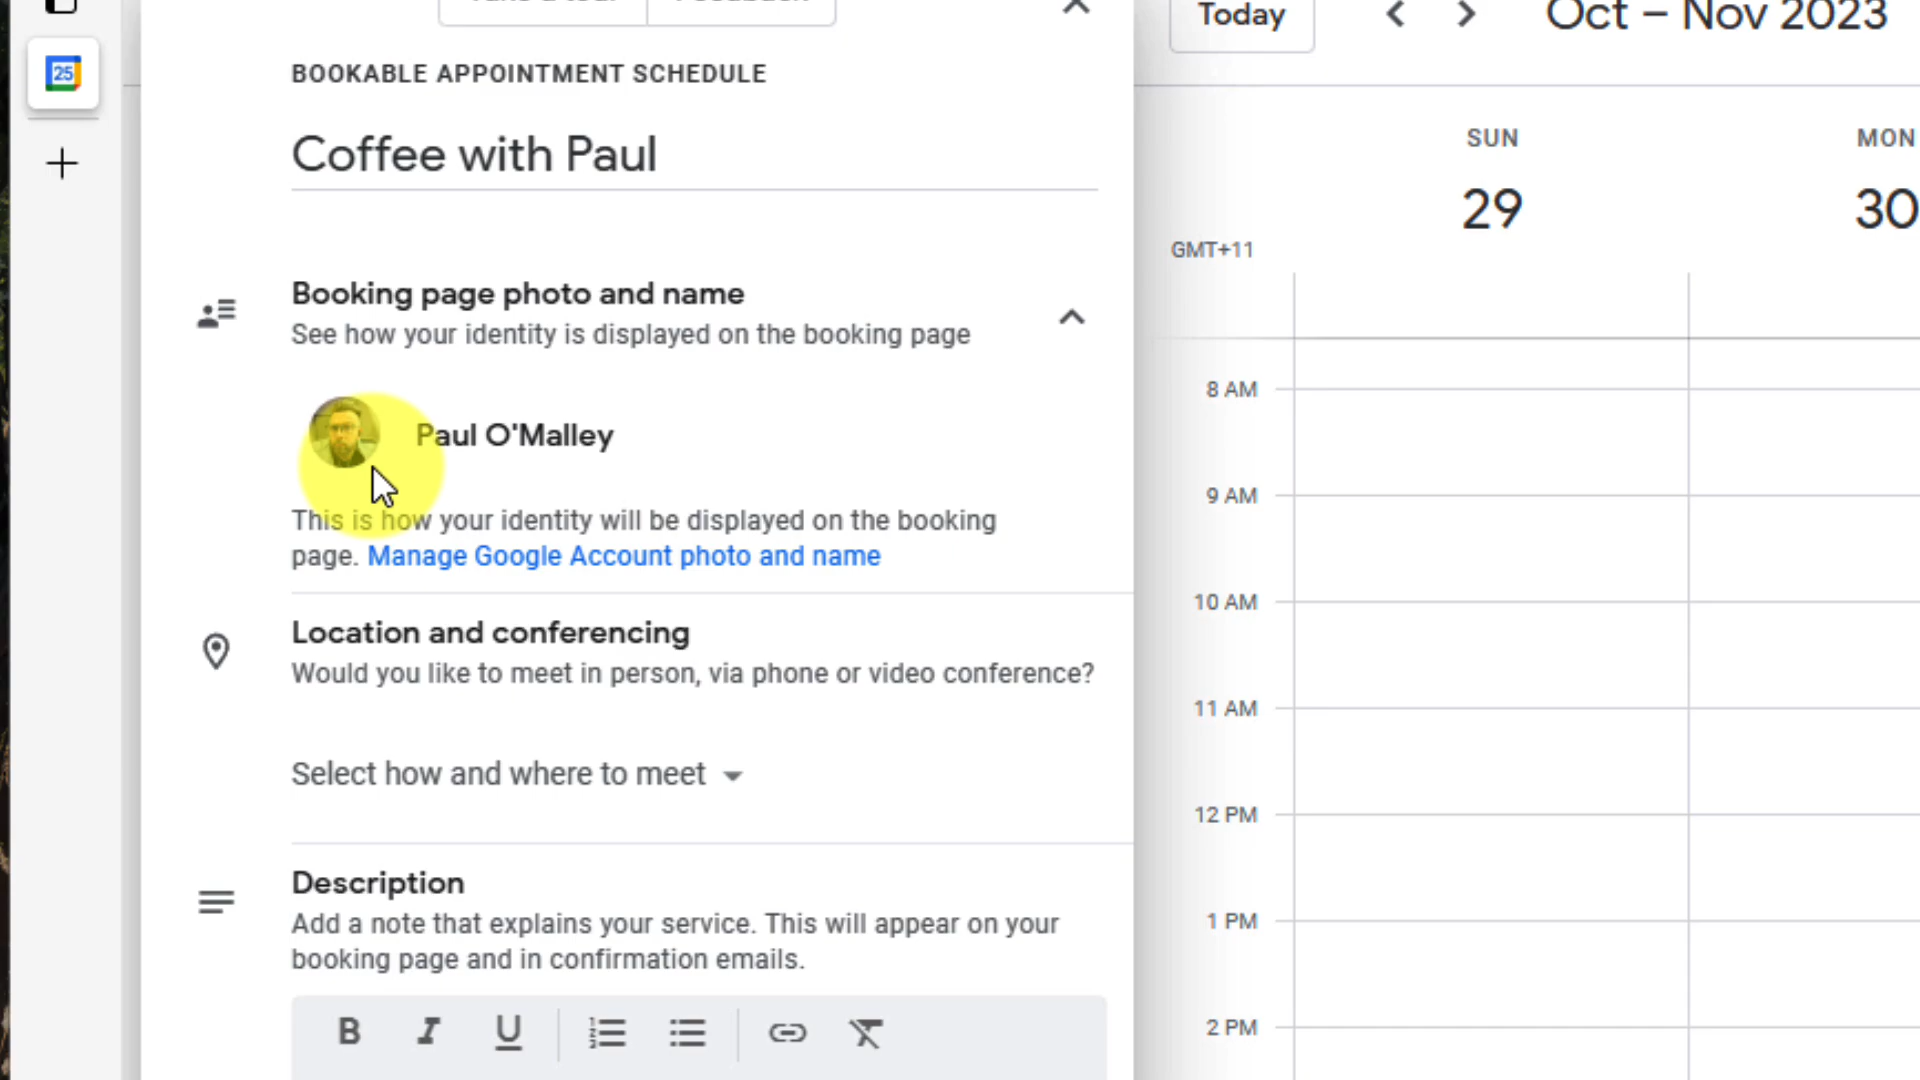 Today
Oct – Nov 2023
25
BOOKABLE APPOINTMENT SCHEDULE
Coffee with Paul
SUN
MON
29
30
GMT+11
Booking page photo and name
See how your identity is displayed on the booking page
Paul O'Malley
This is how your identity will be displayed on the booking
page. Manage Google Account photo and name
Location and conferencing
Would you like to meet in person, via phone or video conference?
Select how and where to meet
Description
Add a note that explains your service. This will appear on your
booking page and in confirmation emails.
B I U
8 AM
9 AM
10 AM
11 AM
12 PM
1 PM
2 PM